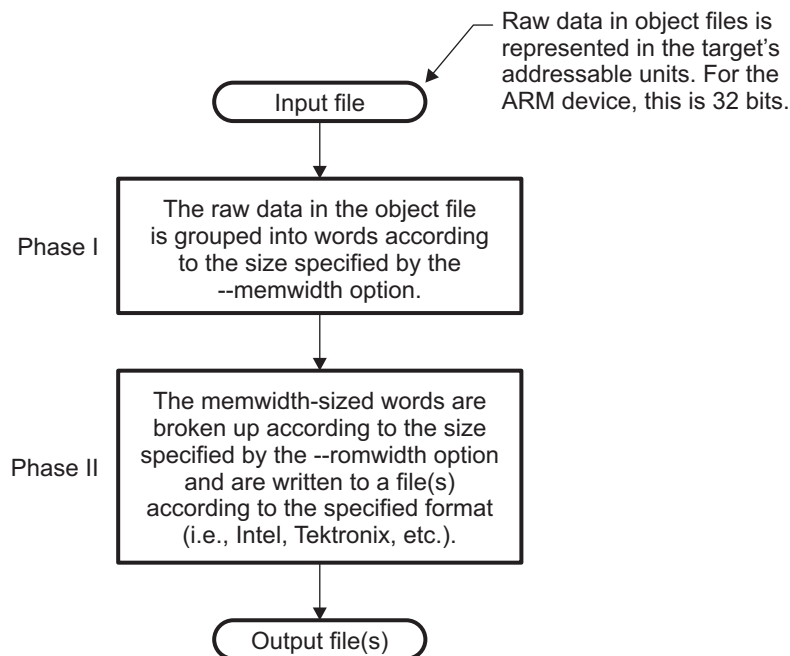 Raw data in object files is
represented in the target's
addressable units. For the
ARM device, this is 32 bits.
Input file
Phase I
The raw data in the object file
is grouped into words according
to the size specified by the
--memwidth option.
Phase II
The memwidth-sized words are
broken up according to the size
specified by the --romwidth option
and are written to a file(s)
according to the specified format
(i.e., Intel, Tektronix, etc.).
Output file(s)